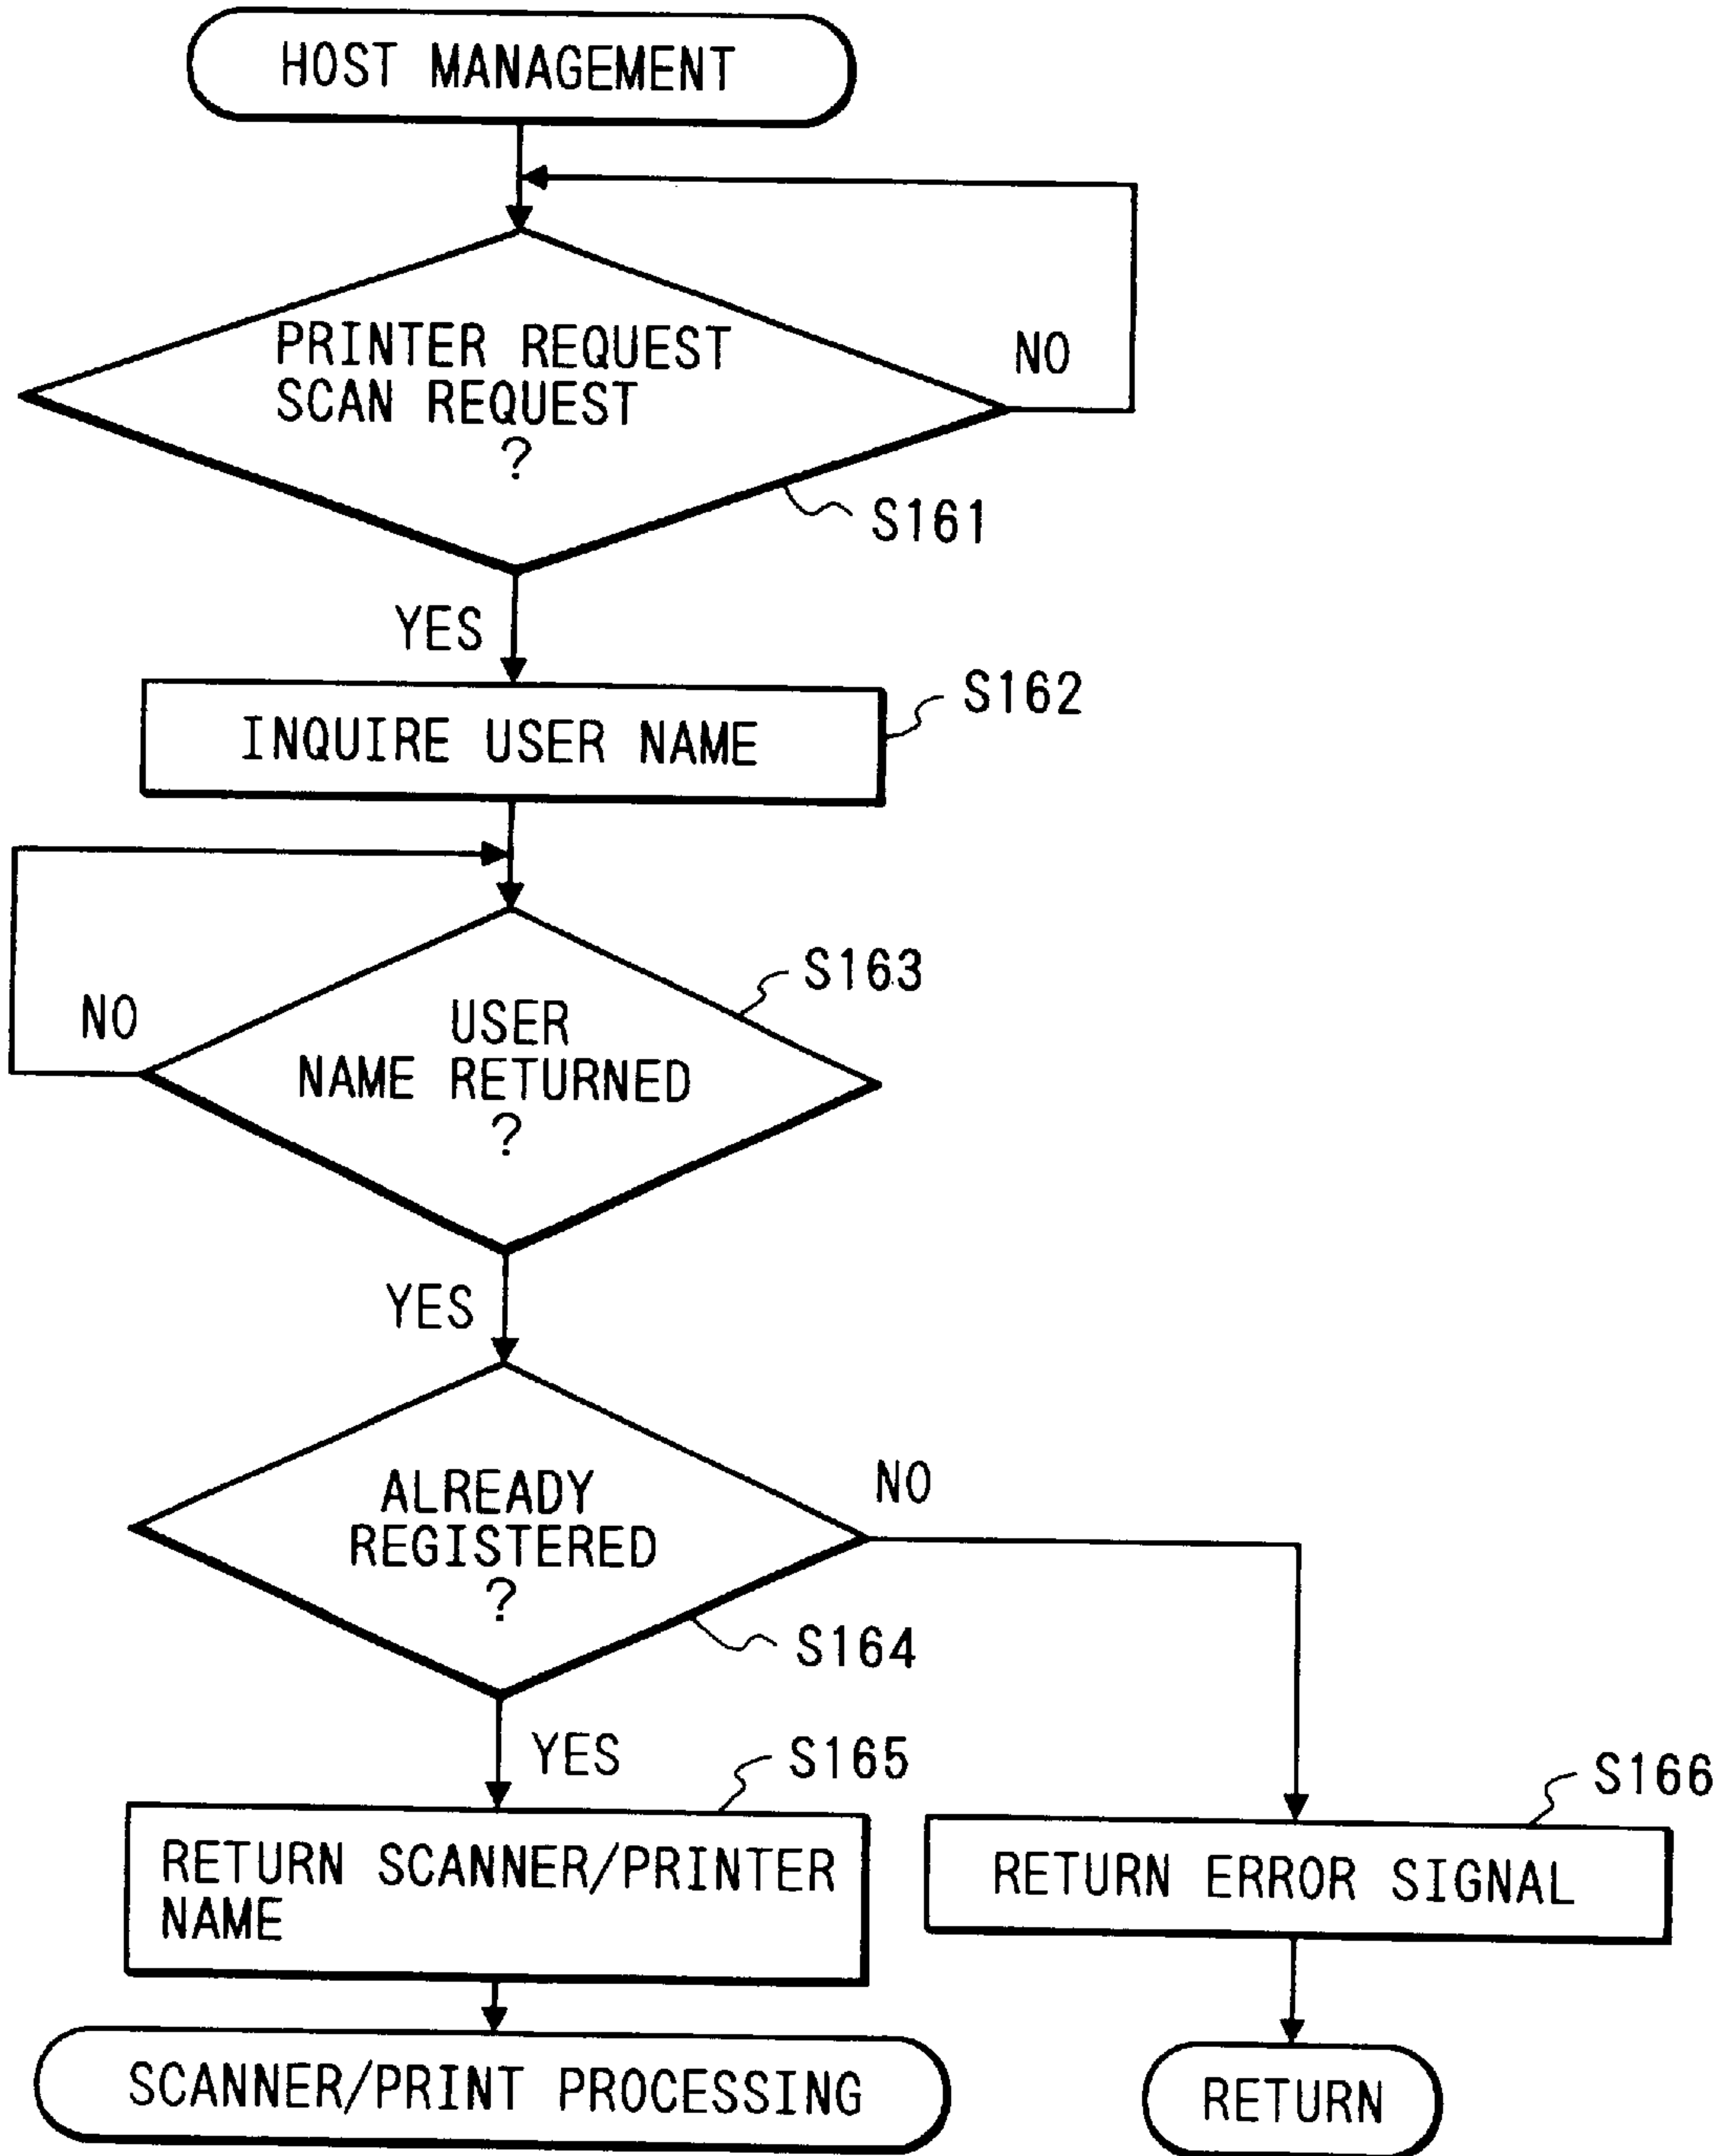 HOST MANAGEMENT
PRINTER REQUEST
SCAN REQUEST
?
NO
S161
YES
S162
INQUIRE USER NAME
S163
NO
USER
NAME RETURNED
?
YES
ALREADY
REGISTERED
?
NO
S164
YES
S165
S166
RETURN SCANNER/PRINTER
NAME
RETURN ERROR SIGNAL
SCANNER/PRINT PROCESSING
RETURN